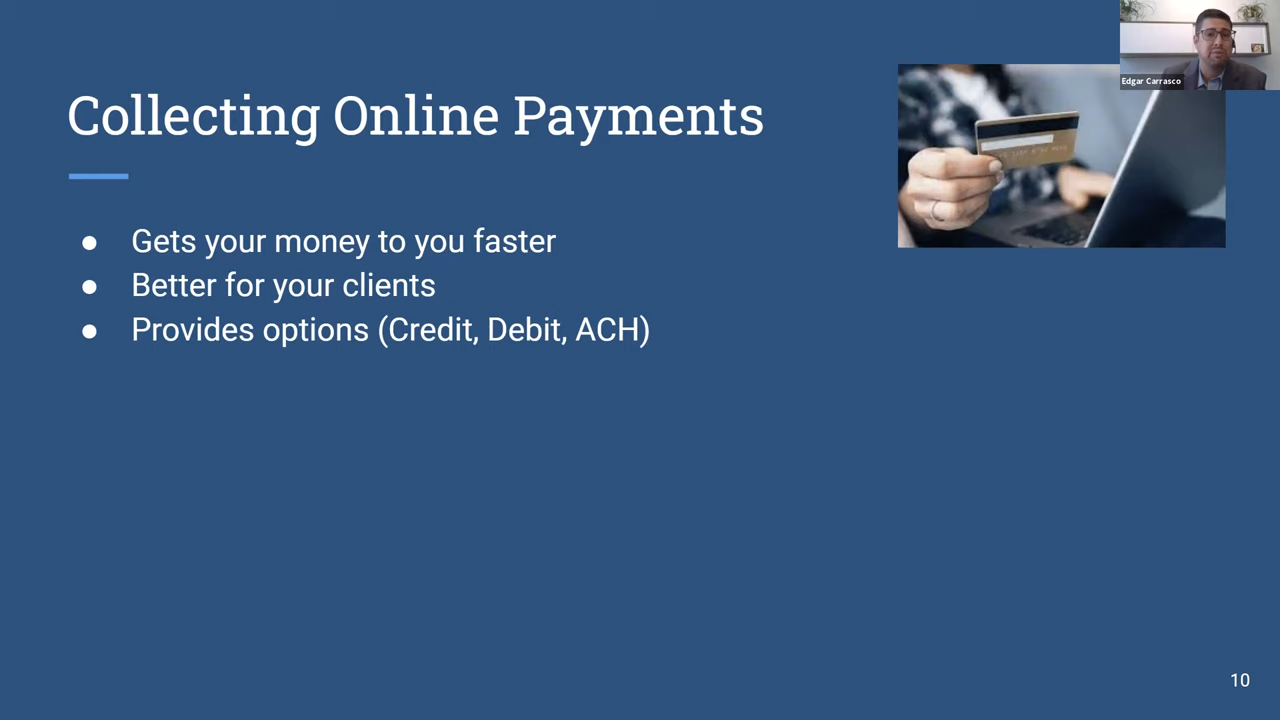 Edgar Carrasco
Collecting Online Payments
● Gets your money to you faster
● Better for your clients
● Provides options (Credit, Debit, ACH)
10